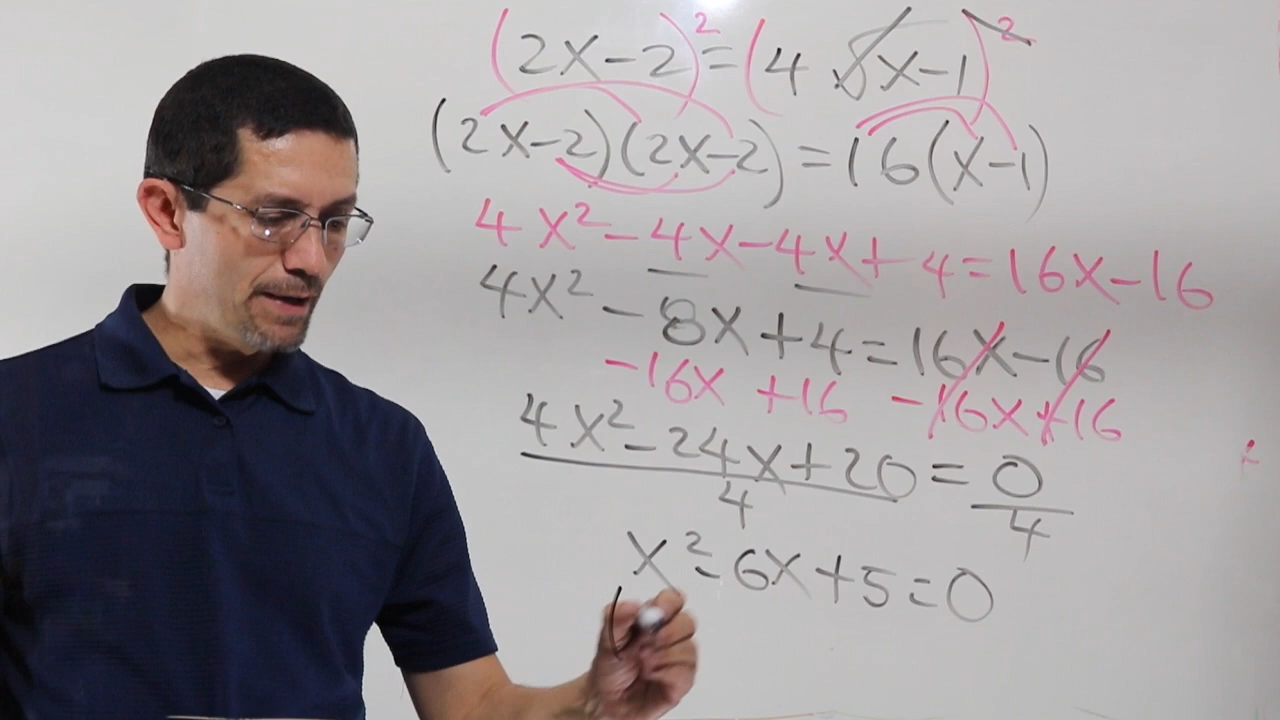 (2x-2)² = (4√x-1)²
(2x-2)(2x-2) = 16(x-1)
4x²-4x-4x+4=16x-16
4x²-8x+4=16x-16
-16x +16 -16x+16
4x²-24x+20 = 0
4 4
x²-6x+5=0
(